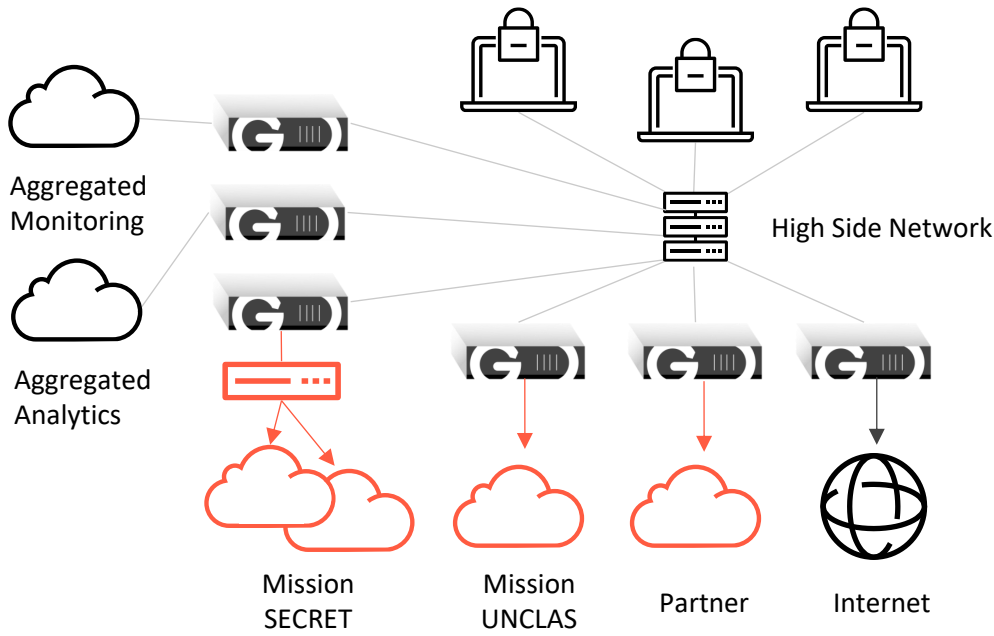 Aggregated
Monitoring
High Side Network
Aggregated
Analytics
Mission
SECRET
Mission
UNCLAS
Partner
Internet